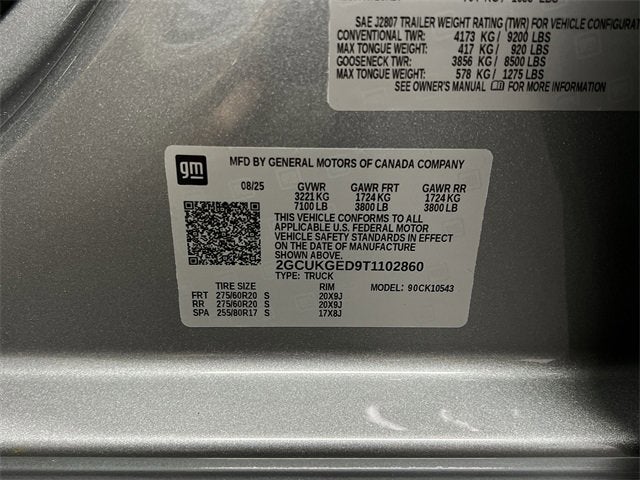 SAE J2807 TRAILER WEIGHT RATING (TWR) FOR VEHICLE CONFIGURAT
CONVENTIONAL TWR: 4173 KG / 9200 LBS
MAX TONGUE WEIGHT: 417 KG / 920 LBS
GOOSENECK TWR: 3856 KG / 8500 LBS
MAX TONGUE WEIGHT: 578 KG / 1275 LBS
SEE OWNER'S MANUAL FOR MORE INFORMATION
gm MFD BY GENERAL MOTORS OF CANADA COMPANY
08/25 GVWR GAWR FRT GAWR RR
3221 KG 1724 KG 1724 KG
7100 LB 3800 LB 3800 LB
THIS VEHICLE CONFORMS TO ALL
APPLICABLE U.S. FEDERAL MOTOR
VEHICLE SAFETY STANDARDS IN EFFECT
ON THE DATE OF MANUFACTURE
SHOWN ABOVE.
2GCUKGED9T1102860
TYPE: TRUCK
TIRE SIZE RIM MODEL: 90CK10543
FRT 275/60R20 S 20X9J
RR 275/60R20 S 20X9J
SPA 255/80R17 S 17X8J